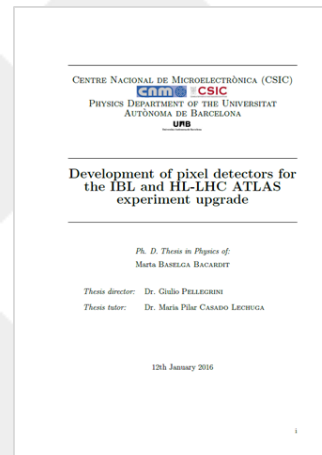 CENTRE NACIONAL DE MICROELECTRÒNICA (CSIC)
cnm CSIC
PHYSICS DEPARTMENT OF THE UNIVERSITAT
AUTÒNOMA DE BARCELONA
UAB
Development of pixel detectors for
the IBL and HL-LHC ATLAS
experiment upgrade
Ph. D. Thesis in Physics of:
Marta BASELGA BACARDIT
Thesis director: Dr. Giulio PELLEGRINI
Thesis tutor: Dr. Maria Pilar CASADO LECHUGA
12th January 2016
i